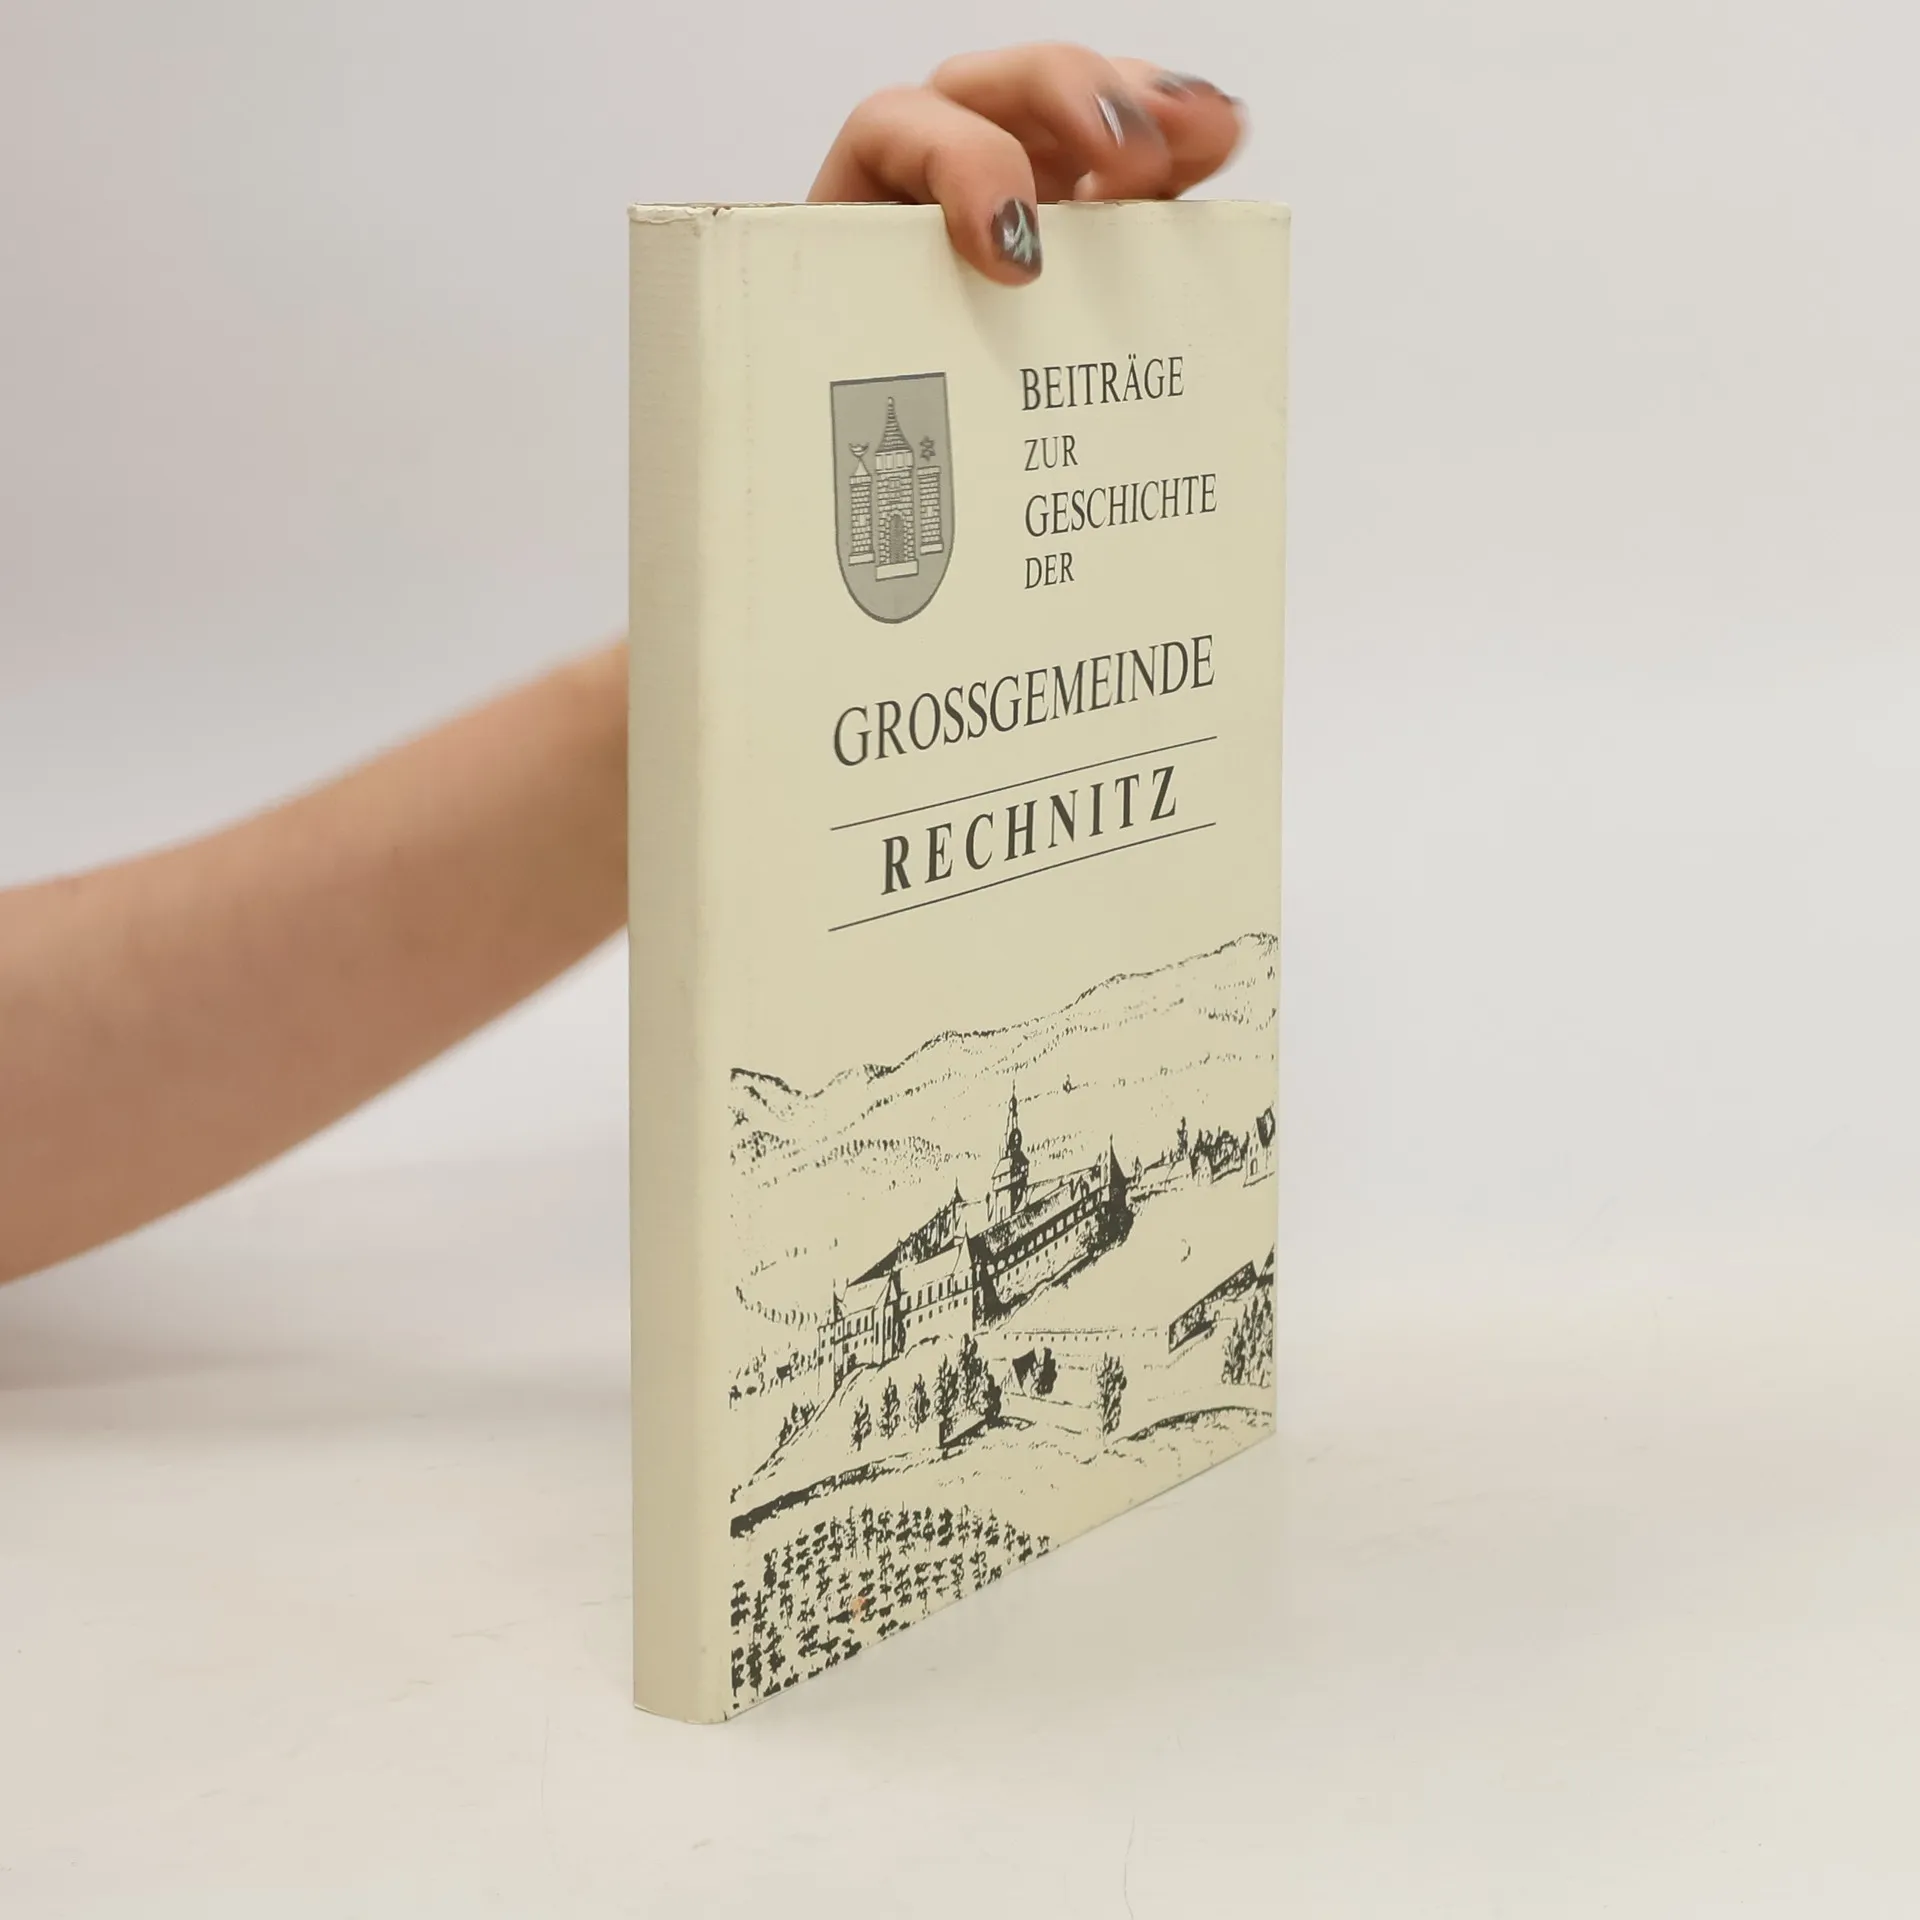 BEITRÄGE
ZUR
GESCHICHTE
DER
GROSSGEMEINDE
RECHNITZ